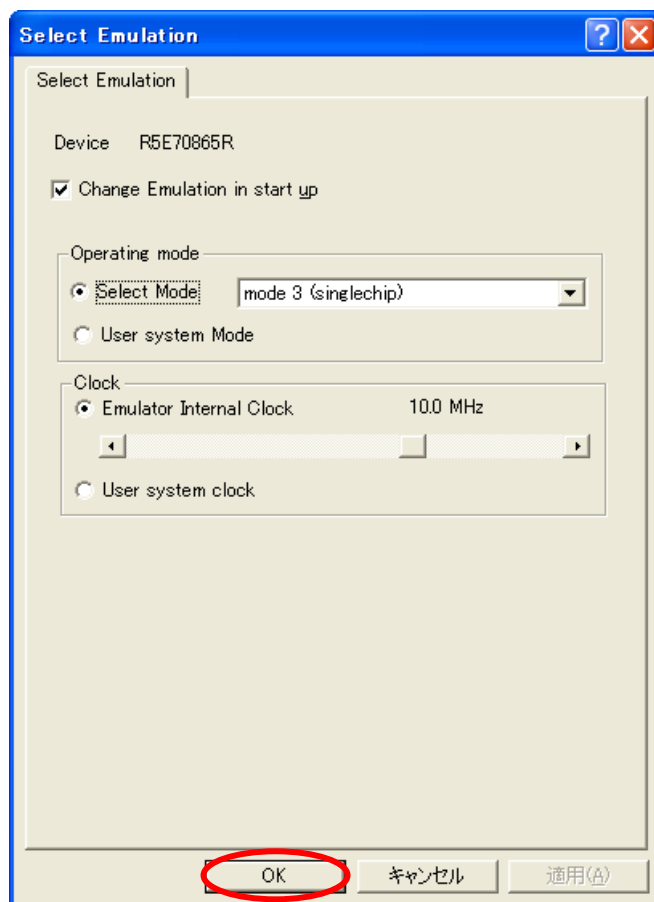 Select Emulation
Select Emulation
Device R5E70865R
Change Emulation in start up
Operating mode
Select Mode mode 3 (singlechip)
User system Mode
Clock
Emulator Internal Clock 10.0 MHz
User system clock
OK キャンセル 適用(A)